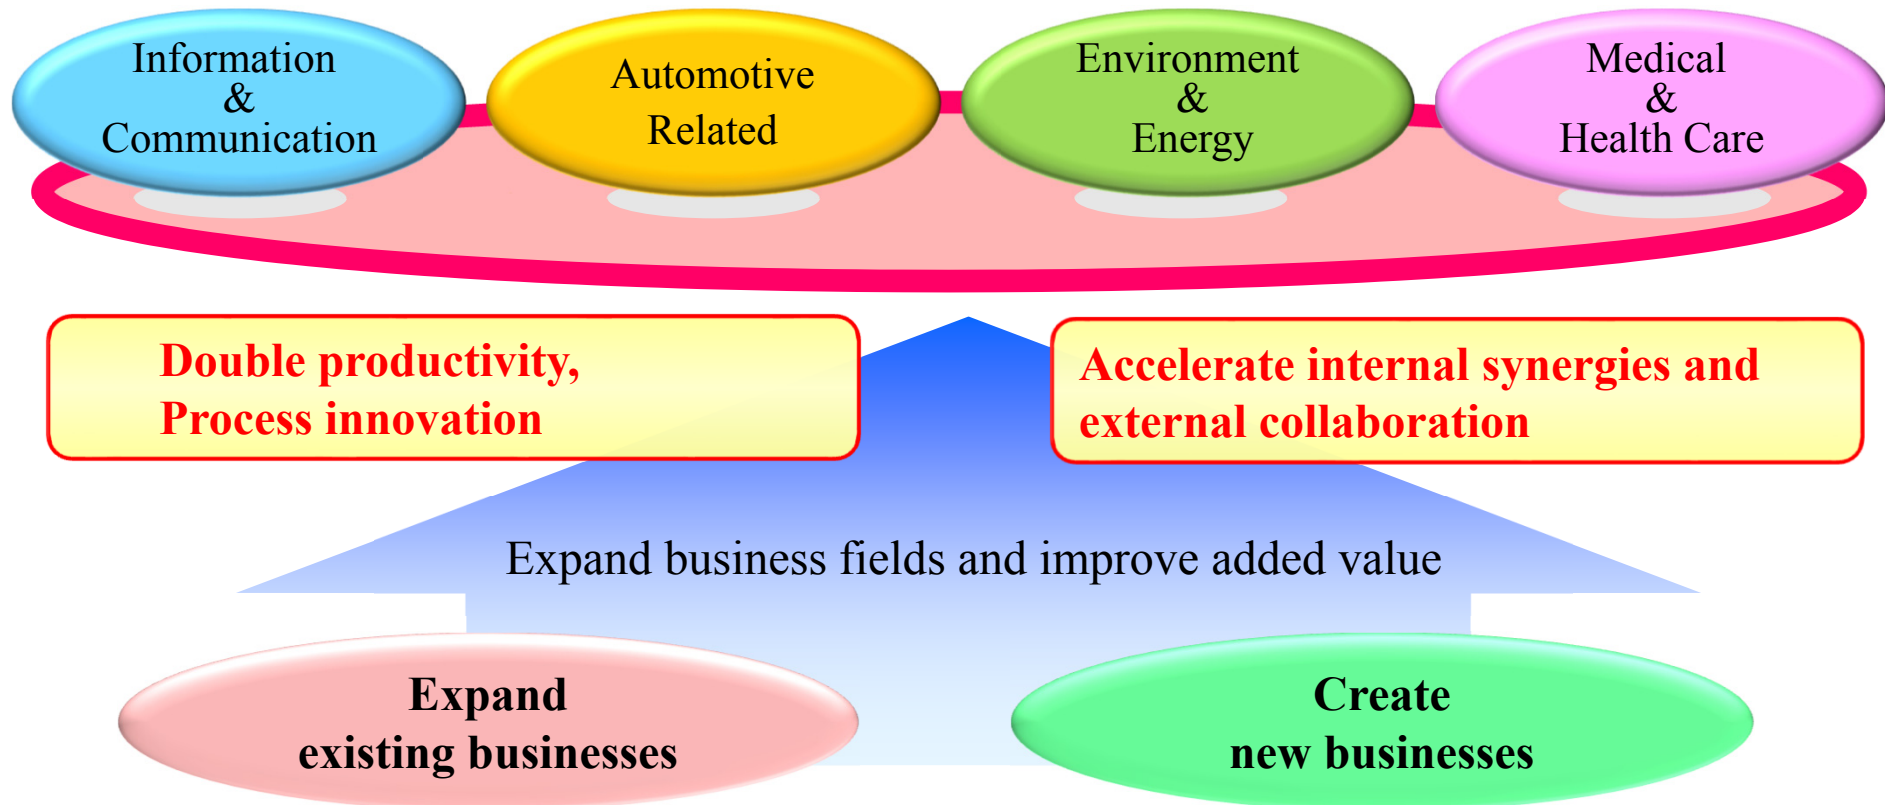 Information
&
Communication
Automotive
Related
Environment
&
Energy
Medical
&
Health Care
Double productivity,
Process innovation
Accelerate internal synergies and
external collaboration
Expand business fields and improve added value
Expand
existing businesses
Create
new businesses